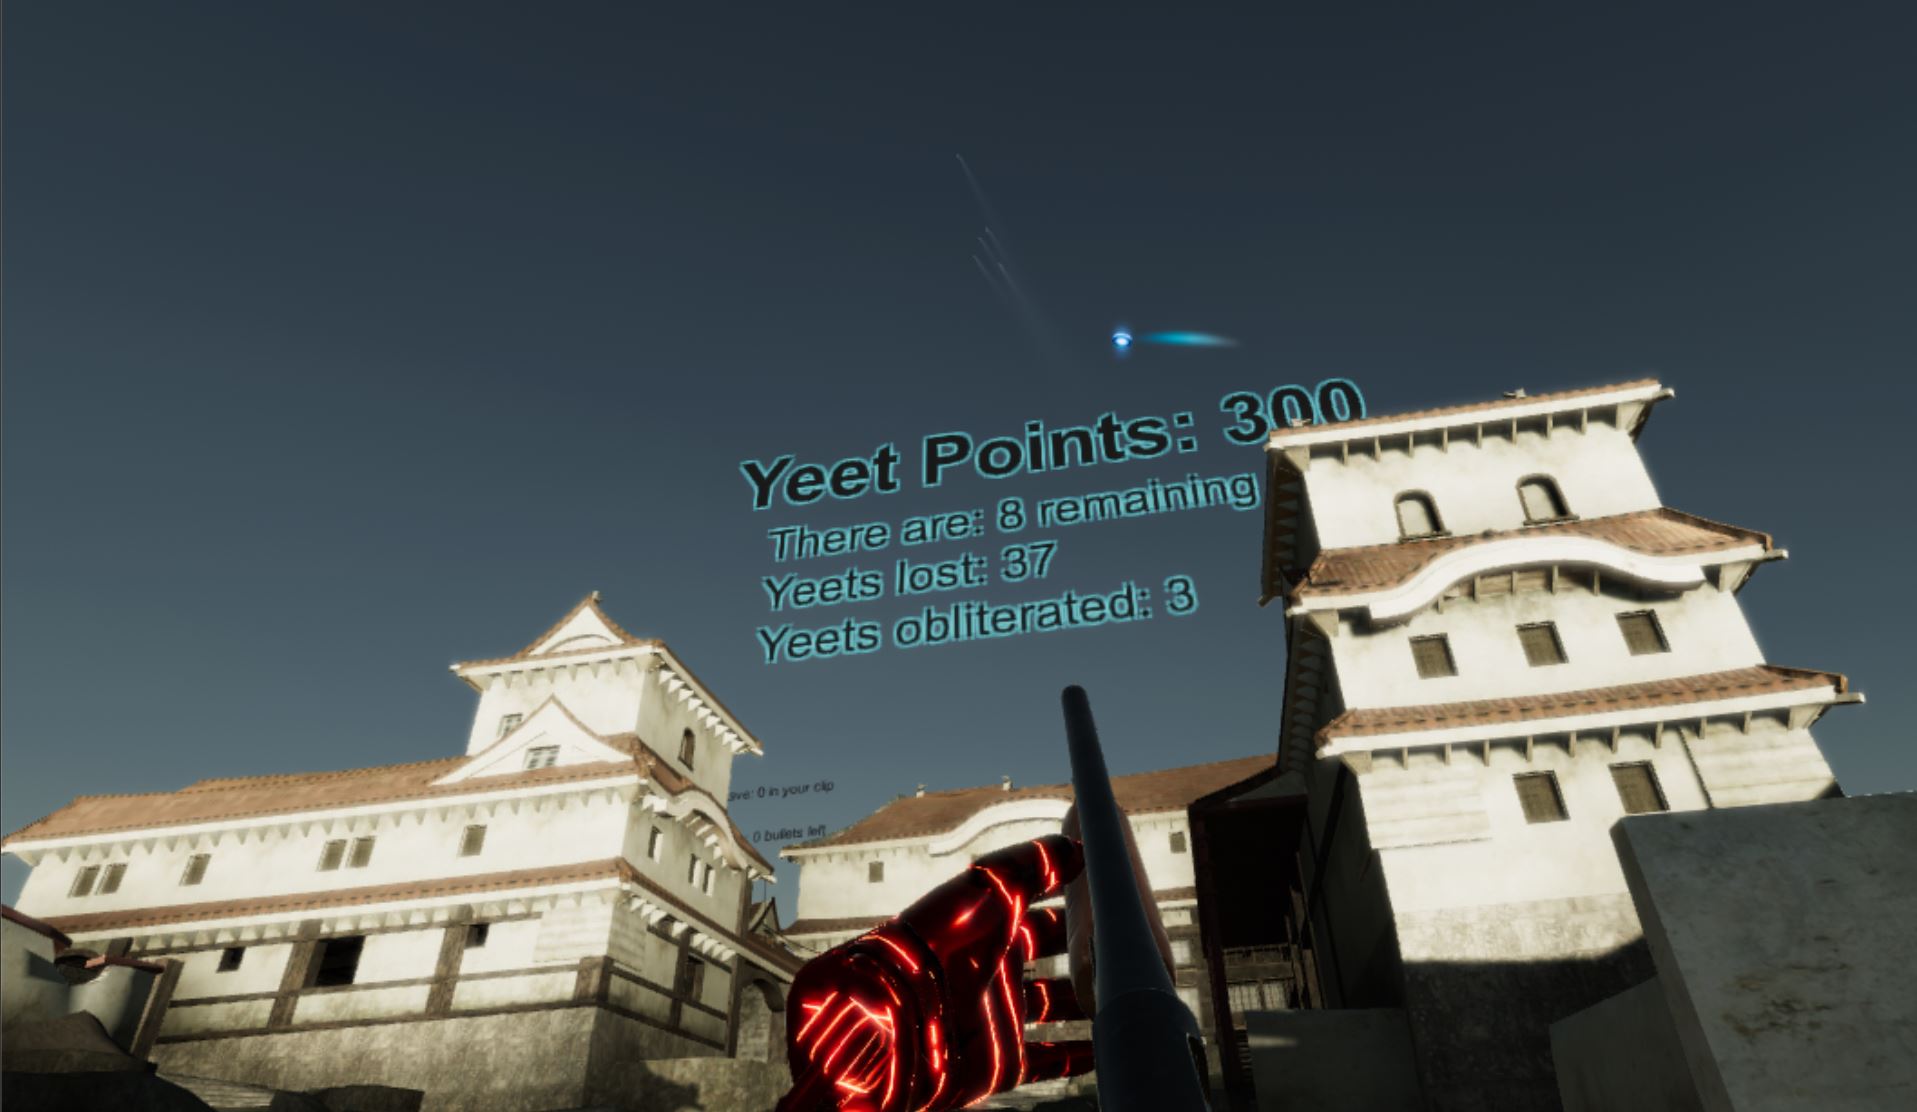 Yeet Points: 300
There are: 8 remaining
Yeets lost: 37
Yeets obliterated: 3
0 in your clip
0 bullets left